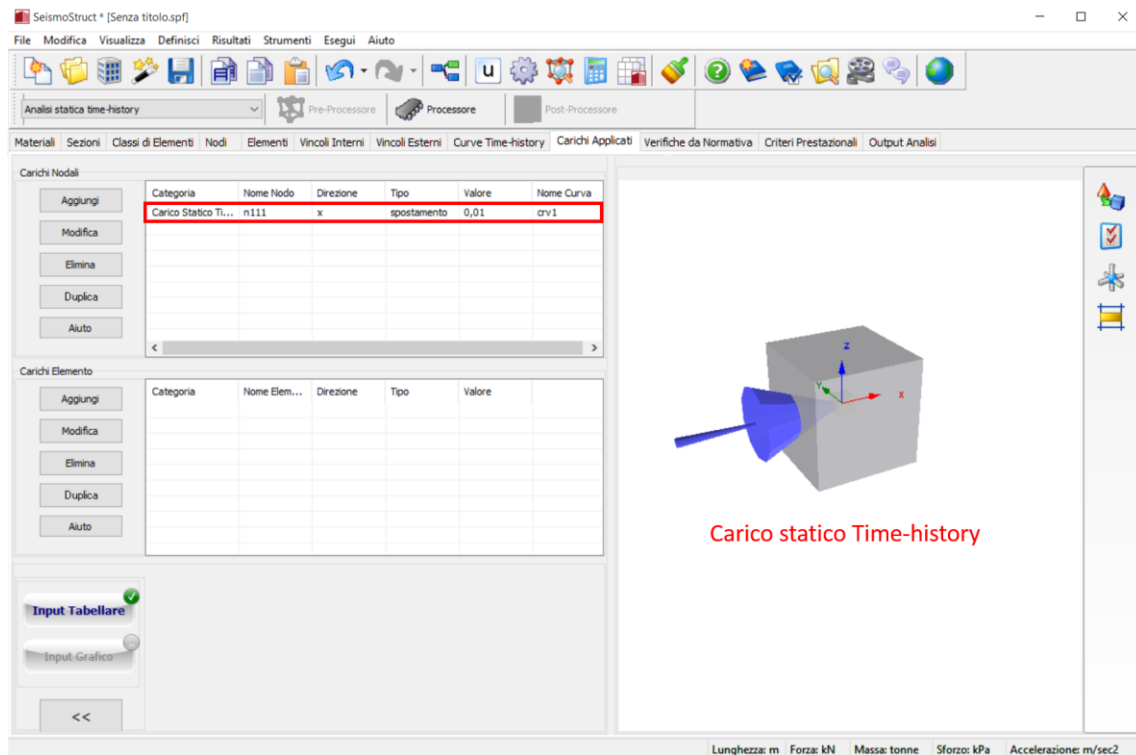 SeismoStruct * [Senza titolo.spf]
File Modifica Visualizza Definisci Risultati Strumenti Esegui Aiuto
u
Analisi statica time-history Pre-Processore Processore Post-Processore
Materiali Sezioni Classi di Elementi Nodi Elementi Vincoli Interni Vincoli Esterni Curve Time-history Carichi Applicati Verifiche da Normativa Criteri Prestazionali Output Analisi
Carichi Nodali
Aggiungi
Modifica
Elimina
Duplica
Aiuto
Categoria Nome Nodo Direzione Tipo Valore Nome Curva
Carico Statico Ti... n111 x spostamento 0,01 crv1
Carichi Elemento
Aggiungi
Modifica
Elimina
Duplica
Aiuto
Categoria Nome Elem... Direzione Tipo Valore
Z
Y
X
Carico statico Time-history
Input Tabellare
Input Grafico
<<
Lunghezza: m Forza: kN Massa: tonne Sforzo: kPa Accelerazione: m/sec2